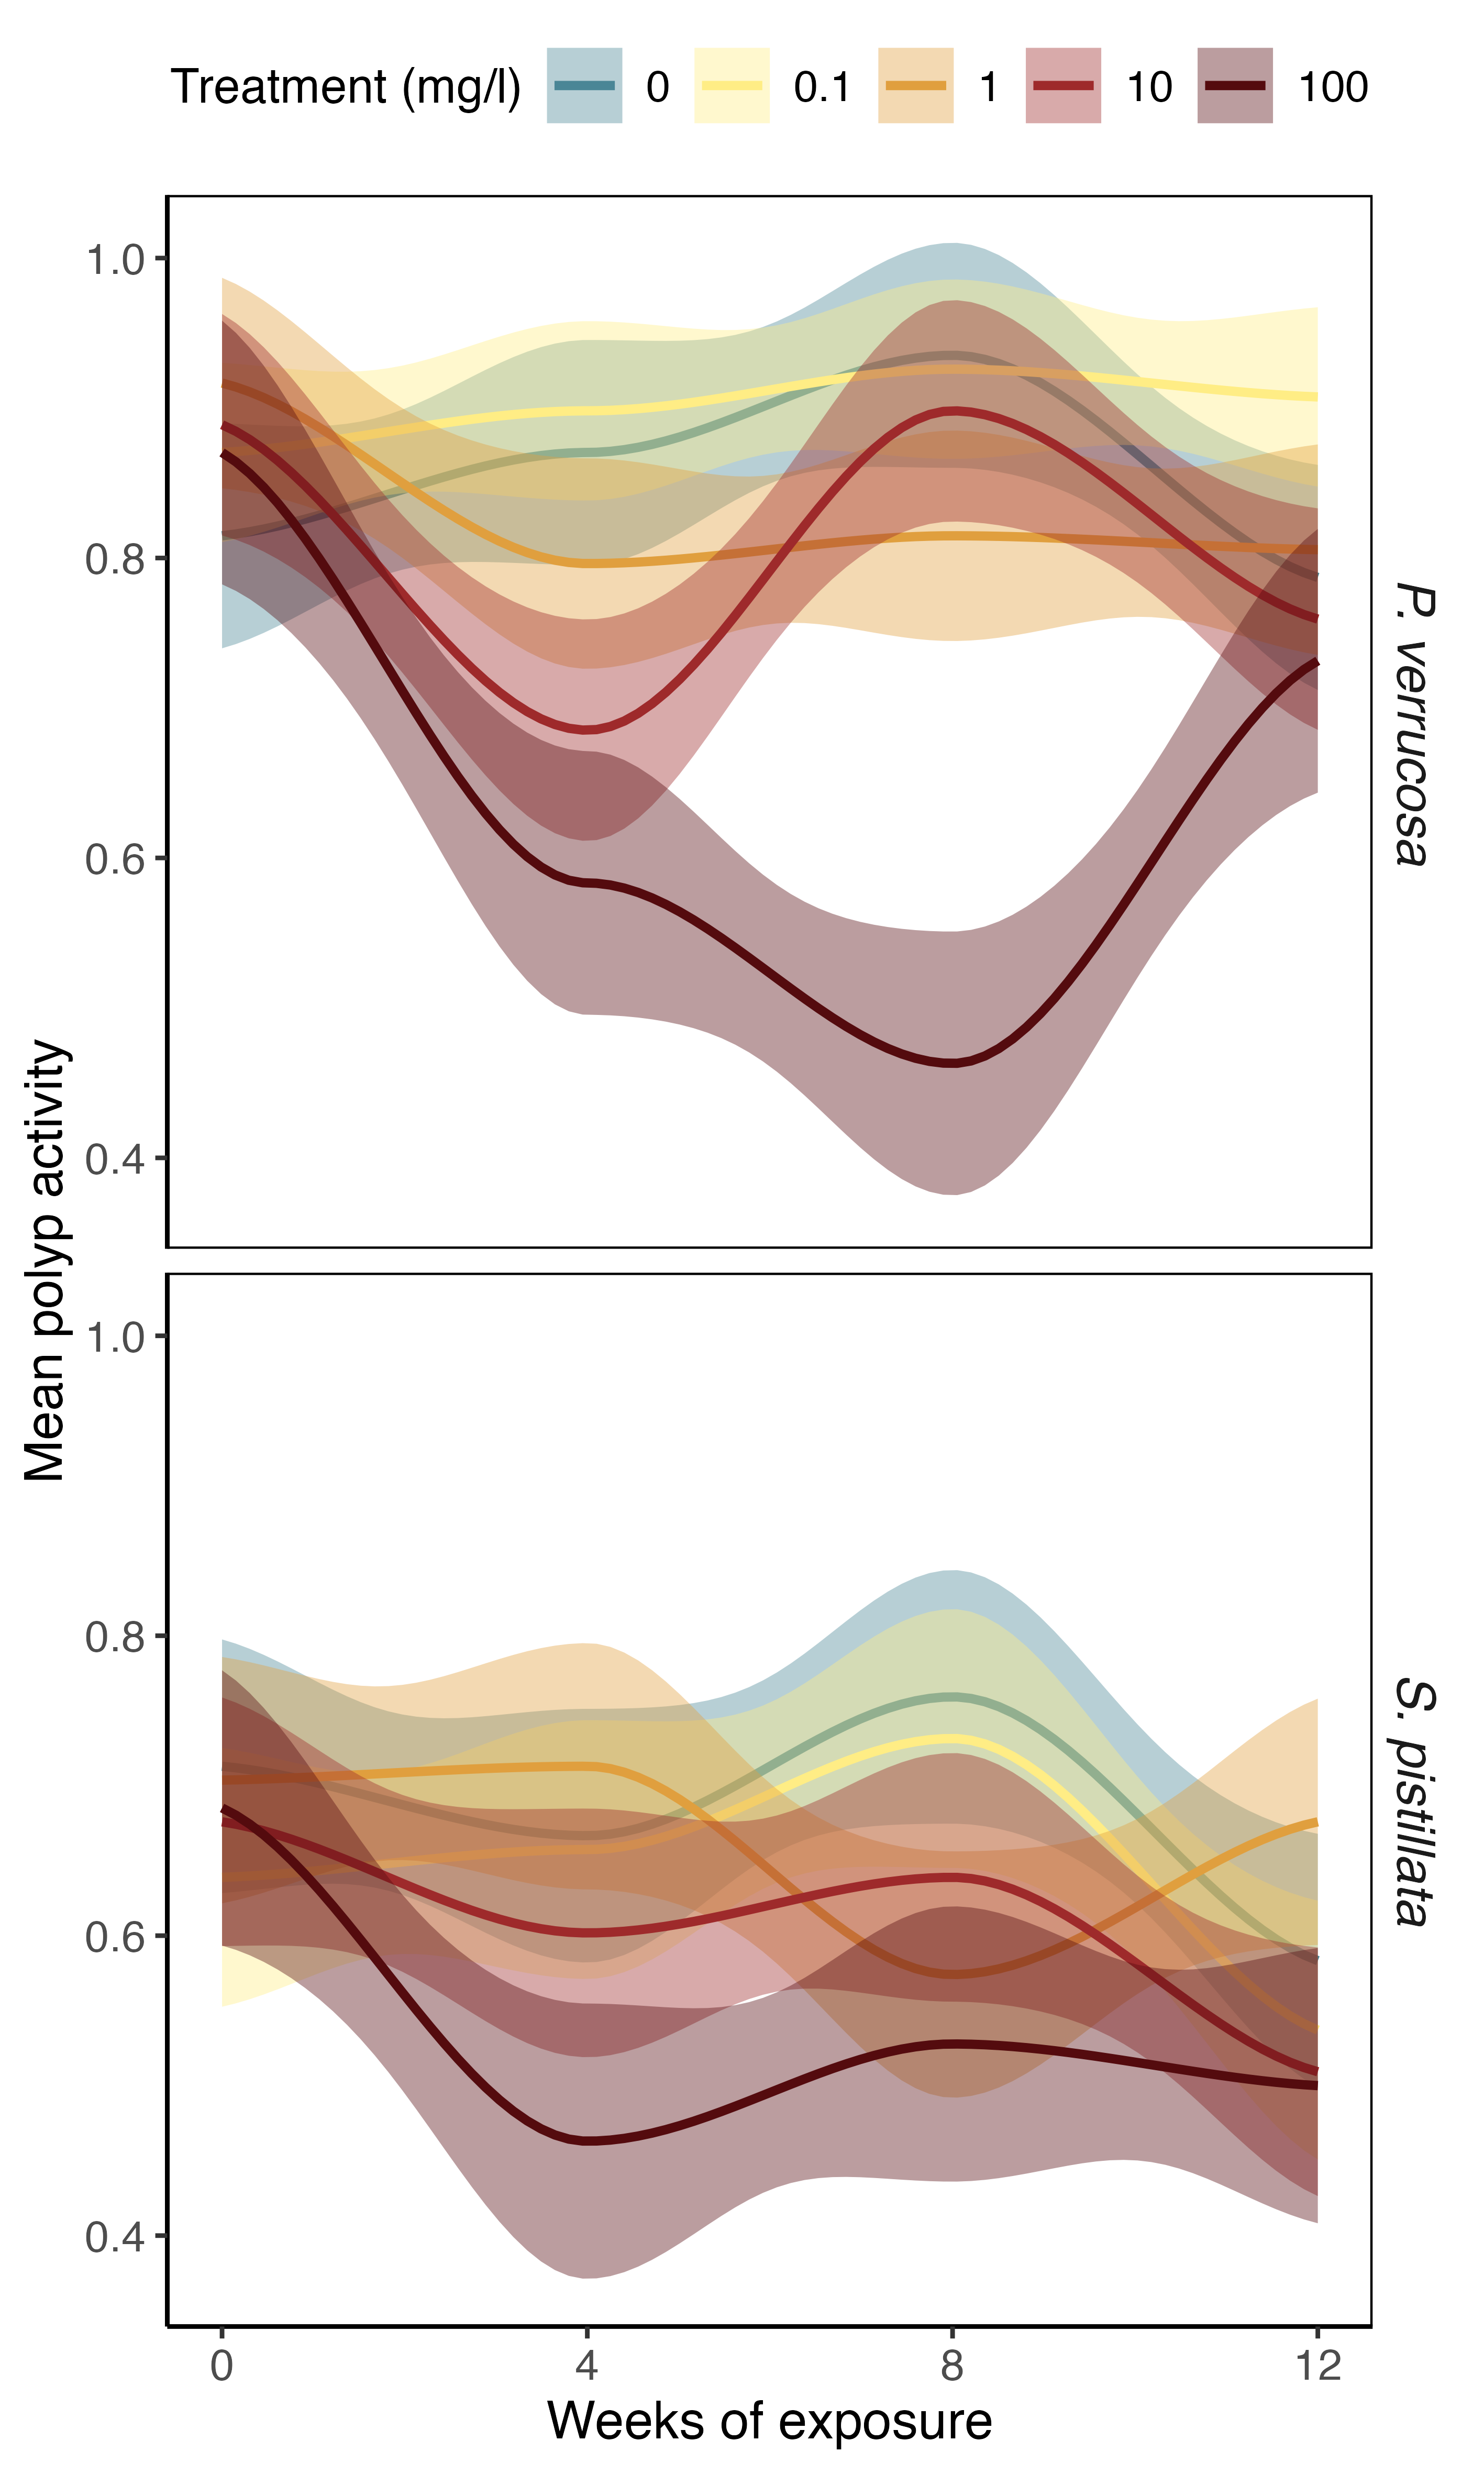 Treatment (mg/l) 0 0.1 1 10 100
1.0
0.8
0.6
0.4
P. verrucosa
Mean polyp activity
1.0
0.8
0.6
0.4
S. pistillata
0 4 8 12
Weeks of exposure